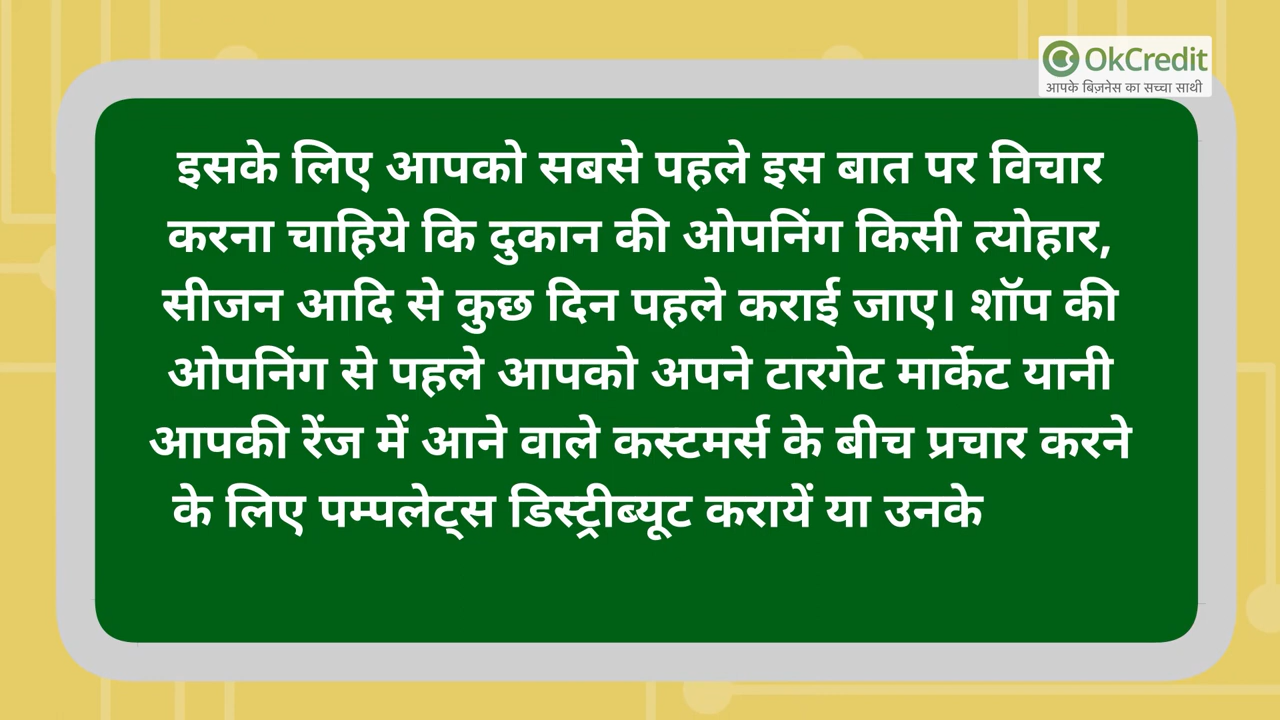 OkCredit
आपके बिज़नेस का सच्चा साथी
इसके लिए आपको सबसे पहले इस बात पर विचार
करना चाहिये कि दुकान की ओपनिंग किसी त्योहार,
सीजन आदि से कुछ दिन पहले कराई जाए। शॉप की
ओपनिंग से पहले आपको अपने टारगेट मार्केट यानी
आपकी रेंज में आने वाले कस्टमर्स के बीच प्रचार करने
के लिए पम्पलेट्स डिस्ट्रीब्यूट करायें या उनके